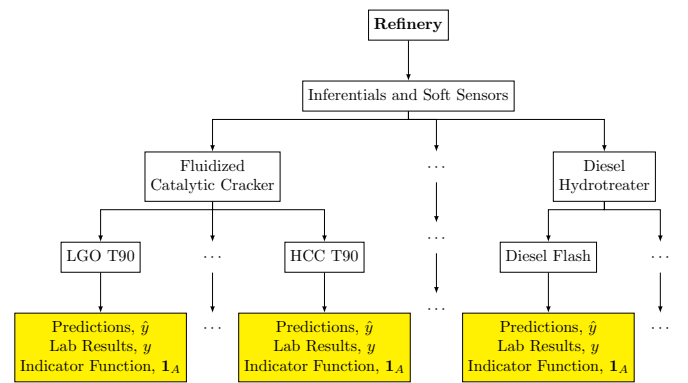 Refinery
Inferentials and Soft Sensors
Fluidized
Catalytic Cracker
...
Diesel
Hydrotreater
...
LGO T90
...
HCC T90
Diesel Flash
...
...
Predictions, ŷ
Lab Results, y
Indicator Function, 𝟏_A
...
Predictions, ŷ
Lab Results, y
Indicator Function, 𝟏_A
Predictions, ŷ
Lab Results, y
Indicator Function, 𝟏_A
...